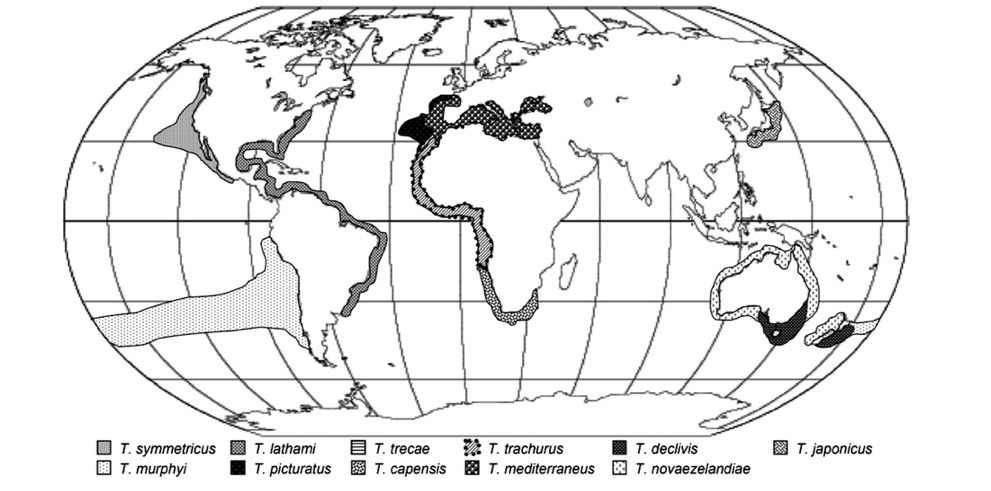 T. symmetricus T. lathami T. trecae T. trachurus T. declivis T. japonicus
T. murphyi T. picturatus T. capensis T. mediterraneus T. novaezelandiae